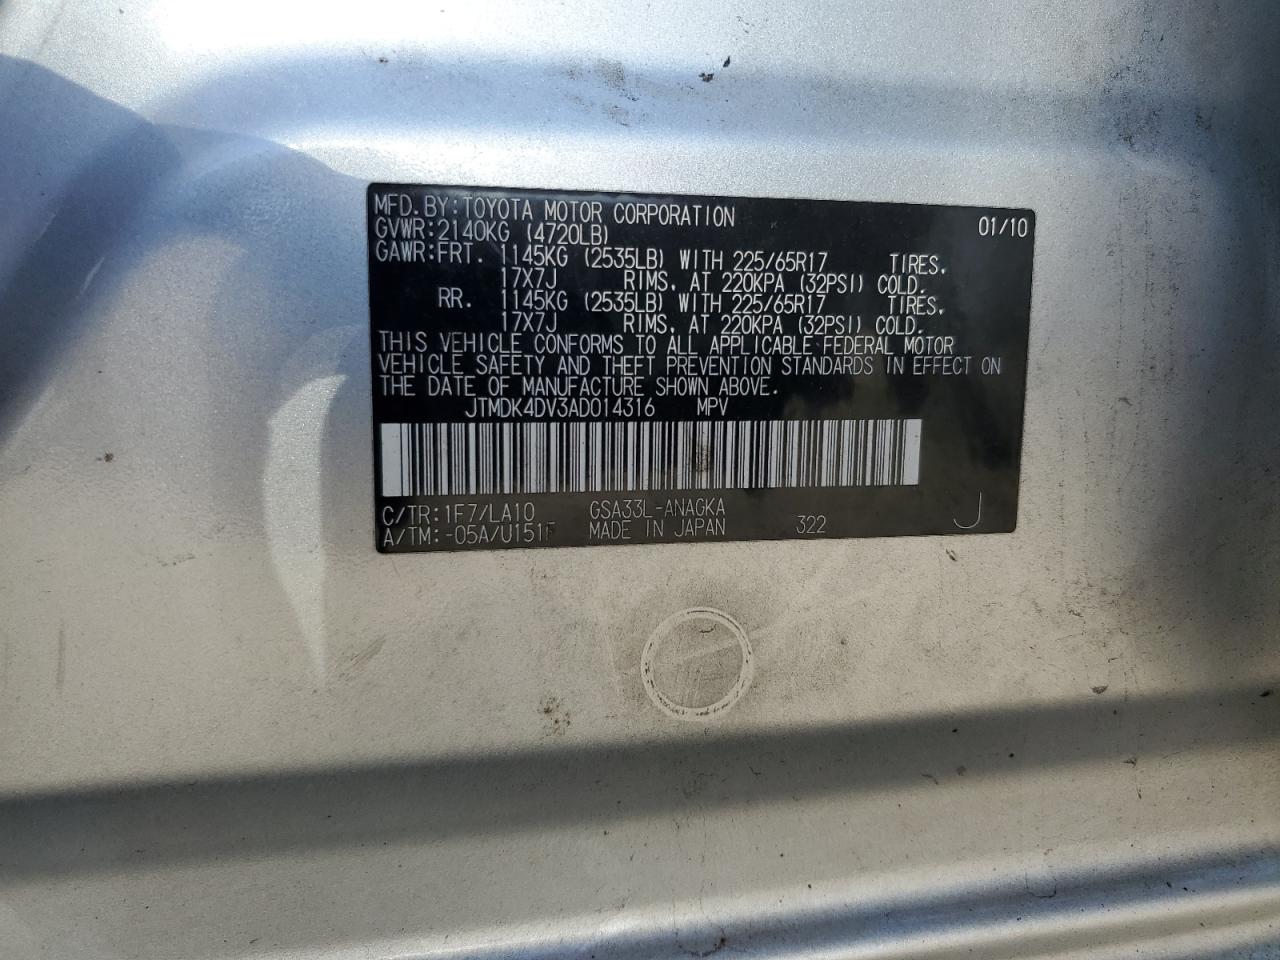 MFD. BY: TOYOTA MOTOR CORPORATION 01/10
GVWR: 2140KG (4720LB)
GAWR: FRT. 1145KG (2535LB) WITH 225/65R17 TIRES,
17X7J RIMS, AT 220KPA (32PSI) COLD.
RR. 1145KG (2535LB) WITH 225/65R17 TIRES,
17X7J RIMS, AT 220KPA (32PSI) COLD.
THIS VEHICLE CONFORMS TO ALL APPLICABLE FEDERAL MOTOR
VEHICLE SAFETY AND THEFT PREVENTION STANDARDS IN EFFECT ON
THE DATE OF MANUFACTURE SHOWN ABOVE.
JTMDK4DV3AD014316 MPV
C/TR: 1F7/LA10 GSA33L-ANAGKA
A/TM: -05A/U151F MADE IN JAPAN 322 J